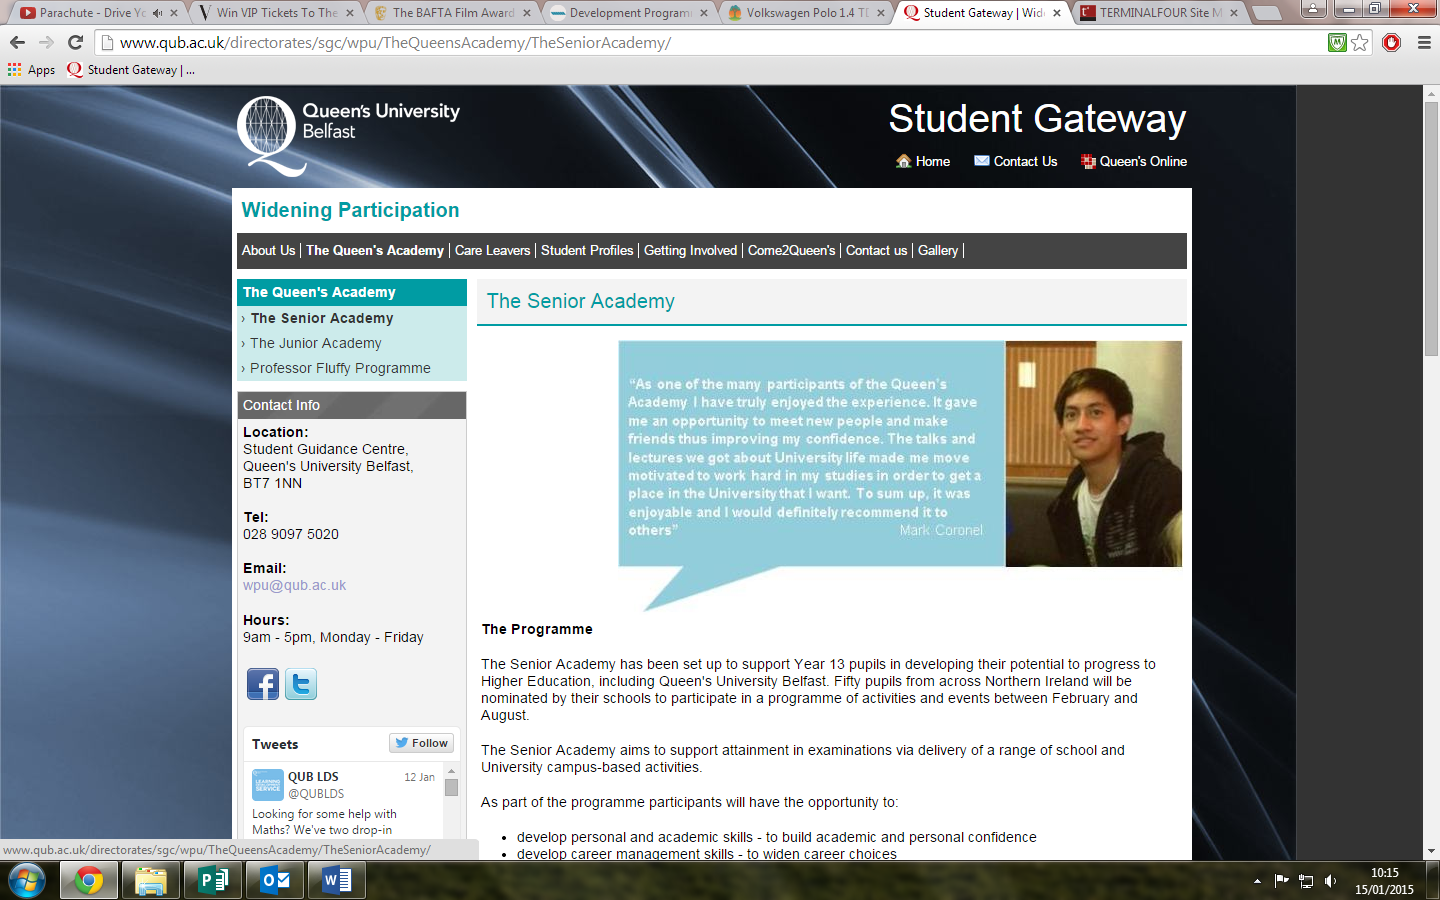 Parachute - Drive Yo
Win VIP Tickets To The
The BAFTA Film Award
Development Program
Volkswagen Polo 1.4 TD
Student Gateway | Wide
TERMINALFOUR Site M
www.qub.ac.uk/directorates/sgc/wpu/TheQueensAcademy/TheSeniorAcademy/
Apps
Student Gateway | ...
Queen's University
Belfast
Student Gateway
Home
Contact Us
Queen's Online
Widening Participation
About Us | The Queen's Academy | Care Leavers | Student Profiles | Getting Involved | Come2Queen's | Contact us | Gallery |
The Queen's Academy
› The Senior Academy
› The Junior Academy
› Professor Fluffy Programme
Contact Info
Location:
Student Guidance Centre,
Queen's University Belfast,
BT7 1NN
Tel:
028 9097 5020
Email:
wpu@qub.ac.uk
Hours:
9am - 5pm, Monday - Friday
Tweets
Follow
QUB LDS
12 Jan
@QUBLDS
LEARNING
DEVELOPMENT
SERVICE
Looking for some help with
Maths? We've two drop-in
The Senior Academy
“As one of the many participants of the Queen's
Academy I have truly enjoyed the experience. It gave
me an opportunity to meet new people and make
friends thus improving my confidence. The talks and
lectures we got about University life made me move
motivated to work hard in my studies in order to get a
place in the University that I want. To sum up, it was
enjoyable and I would definitely recommend it to
others”
Mark Coronel
The Programme
The Senior Academy has been set up to support Year 13 pupils in developing their potential to progress to
Higher Education, including Queen's University Belfast. Fifty pupils from across Northern Ireland will be
nominated by their schools to participate in a programme of activities and events between February and
August.
The Senior Academy aims to support attainment in examinations via delivery of a range of school and
University campus-based activities.
As part of the programme participants will have the opportunity to:
• develop personal and academic skills - to build academic and personal confidence
• develop career management skills - to widen career choices
www.qub.ac.uk/directorates/sgc/wpu/TheQueensAcademy/TheSeniorAcademy/
10:15
15/01/2015